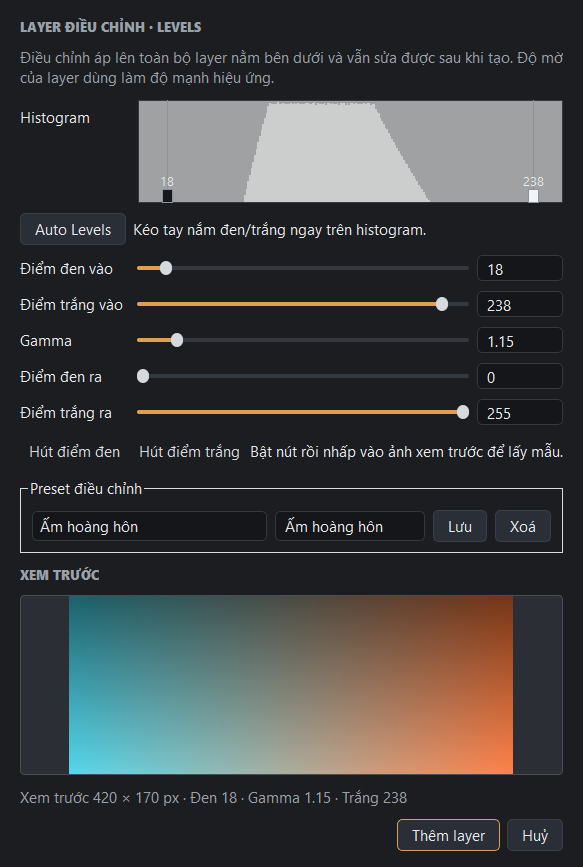 LAYER ĐIỀU CHỈNH · LEVELS
Điều chỉnh áp lên toàn bộ layer nằm bên dưới và vẫn sửa được sau khi tạo. Độ mờ
của layer dùng làm độ mạnh hiệu ứng.
Histogram
18 238
Auto Levels Kéo tay nắm đen/trắng ngay trên histogram.
Điểm đen vào 18
Điểm trắng vào 238
Gamma 1.15
Điểm đen ra 0
Điểm trắng ra 255
Hút điểm đen Hút điểm trắng Bật nút rồi nhấp vào ảnh xem trước để lấy mẫu.
Preset điều chỉnh
Ấm hoàng hôn Ấm hoàng hôn Lưu Xoá
XEM TRƯỚC
Xem trước 420 × 170 px · Đen 18 · Gamma 1.15 · Trắng 238
Thêm layer Huỷ